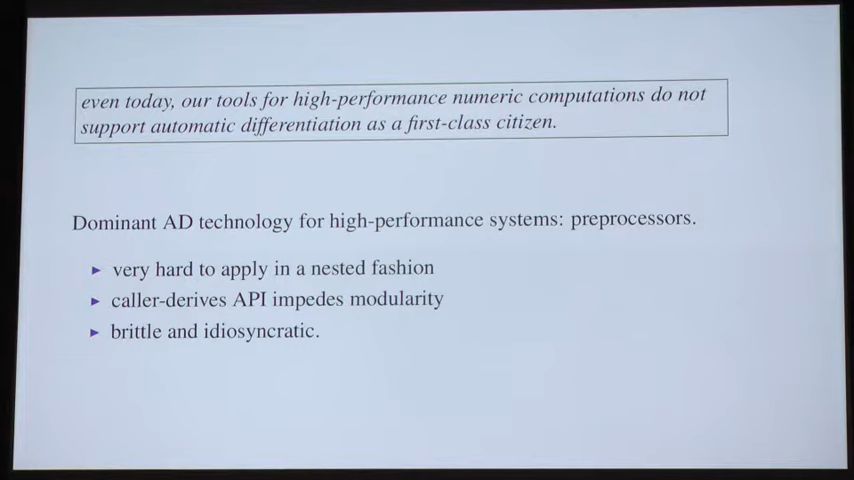 even today, our tools for high-performance numeric computations do not
support automatic differentiation as a first-class citizen.
Dominant AD technology for high-performance systems: preprocessors.
▶ very hard to apply in a nested fashion
▶ caller-derives API impedes modularity
▶ brittle and idiosyncratic.